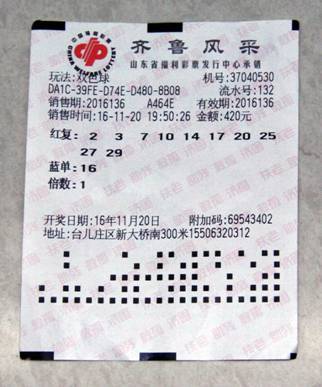 齐鲁风采
山东省福利彩票发行中心承销
玩法:双色球 机号:37040530
DA1C-39FE-D74E-D480-8B08 流水号:132
销售期:2016136 A464E 有效期:2016136
销售时间:16-11-20 19:50:26 金额:420元
红复: 2 3 7 10 14 17 20 25
27 29
蓝单:16
倍数:1
开奖日期:16年11月20日 附加码:69543402
地址:台儿庄区新大桥南300米15506320312